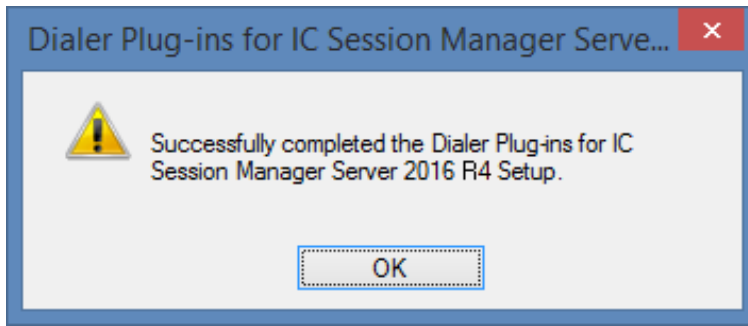 Dialer Plug-ins for IC Session Manager Serve...
Successfully completed the Dialer Plug-ins for IC
Session Manager Server 2016 R4 Setup.
OK